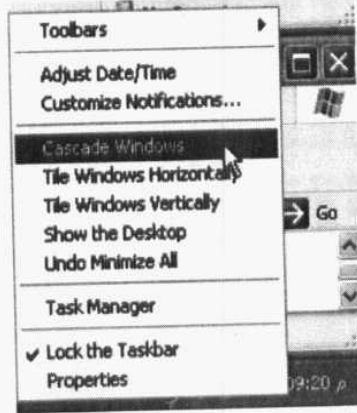 Toolbars
Adjust Date/Time
Customize Notifications...
Cascade Windows
Tile Windows Horizontally
Tile Windows Vertically
Show the Desktop
Undo Minimize All
Task Manager
Lock the Taskbar
Properties
Go
09:20 م